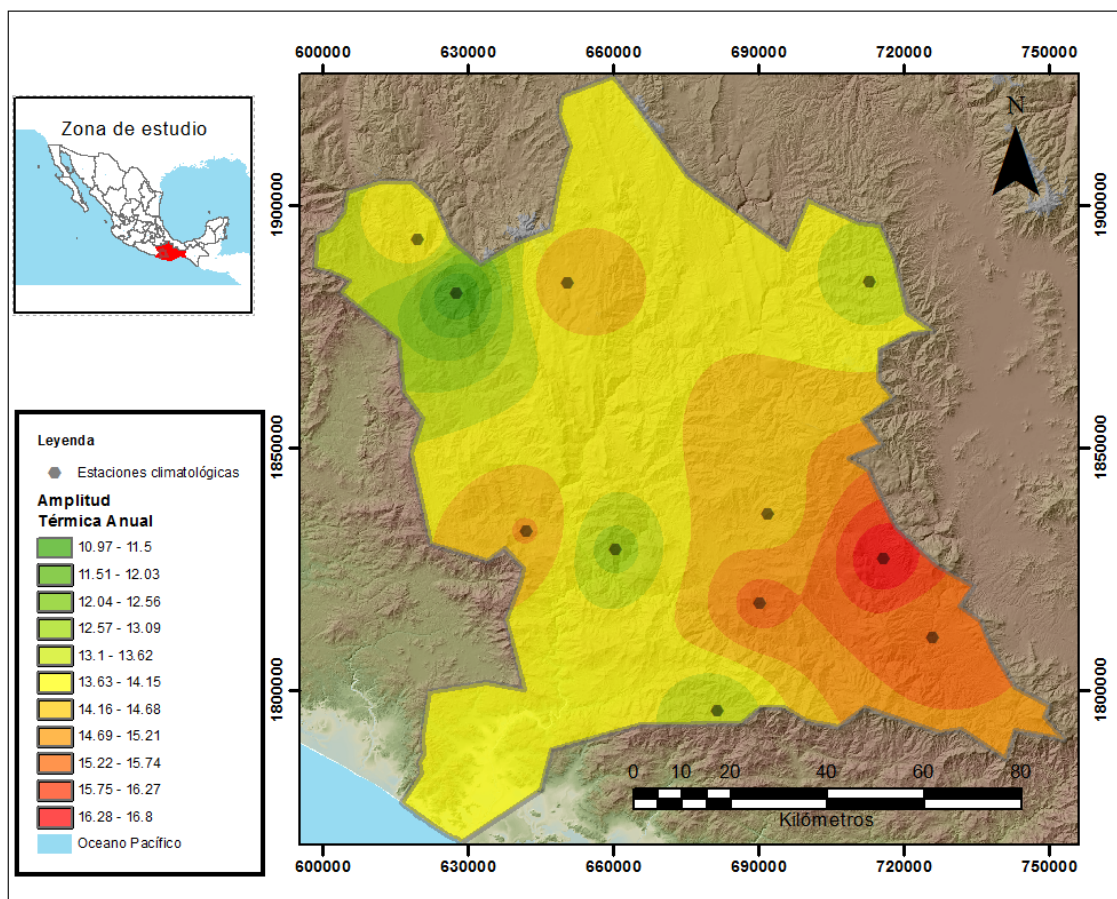 600000 630000 660000 690000 720000 750000
Zona de estudio
N
1900000 1900000
1850000 1850000
1800000 1800000
Leyenda
Estaciones climatológicas
Amplitud
Térmica Anual
10.97 - 11.5
11.51 - 12.03
12.04 - 12.56
12.57 - 13.09
13.1 - 13.62
13.63 - 14.15
14.16 - 14.68
14.69 - 15.21
15.22 - 15.74
15.75 - 16.27
16.28 - 16.8
Oceano Pacífico
0 10 20 40 60 80
Kilómetros
600000 630000 660000 690000 720000 750000